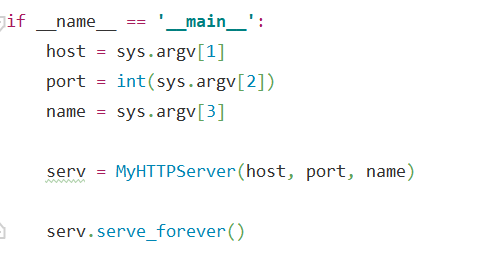 if __name__ == '__main__':
    host = sys.argv[1]
    port = int(sys.argv[2])
    name = sys.argv[3]

    serv = MyHTTPServer(host, port, name)

    serv.serve_forever()